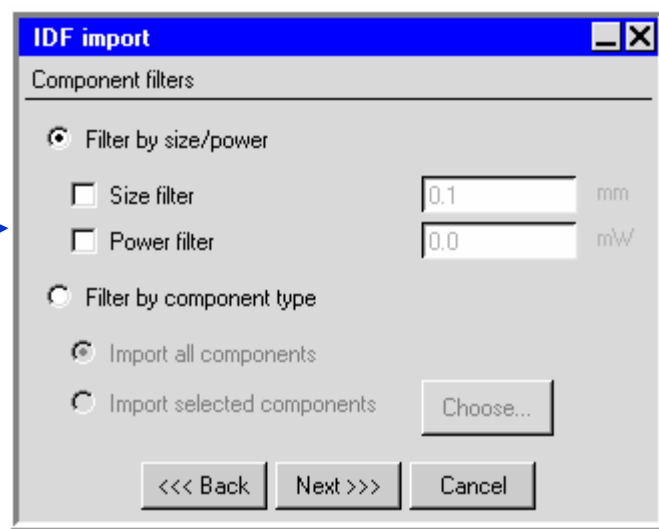 IDF import
Component filters
Filter by size/power
Size filter 0.1 mm
Power filter 0.0 mW
Filter by component type
Import all components
Import selected components Choose...
<<< Back Next >>> Cancel